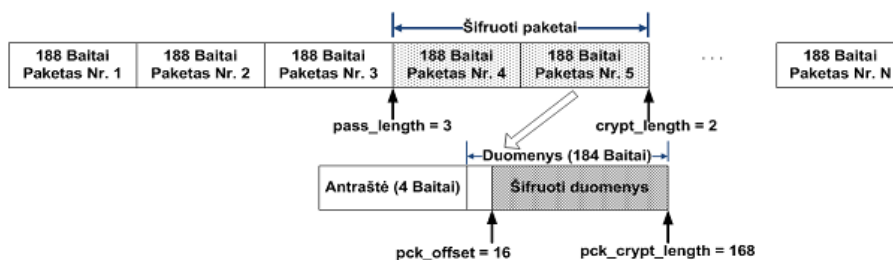 Šifruoti paketai
188 Baitai
Paketas Nr. 1
188 Baitai
Paketas Nr. 2
188 Baitai
Paketas Nr. 3
188 Baitai
Paketas Nr. 4
188 Baitai
Paketas Nr. 5
. . .
188 Baitai
Paketas Nr. N
pass_length = 3
crypt_length = 2
Duomenys (184 Baitai)
Antraštė (4 Baitai)
Šifruoti duomenys
pck_offset = 16
pck_crypt_length = 168